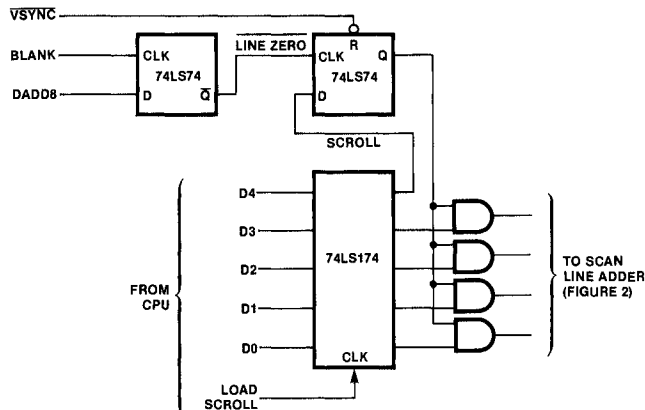 VSYNC
BLANK
DADD8
CLK
74LS74
D Q
LINE ZERO
R
CLK Q
74LS74
D
SCROLL
D4
D3
D2
D1
D0
74LS174
CLK
FROM
CPU
LOAD
SCROLL
TO SCAN
LINE ADDER
(FIGURE 2)